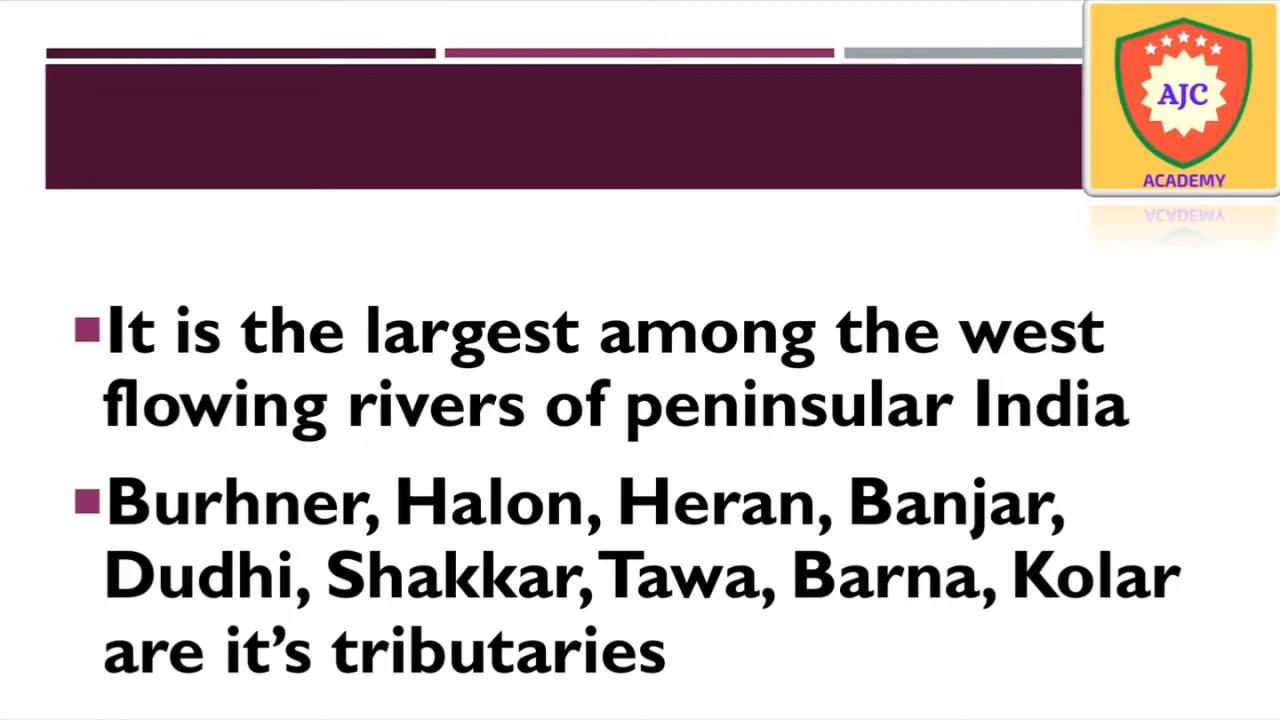 AJC
ACADEMY
It is the largest among the west
flowing rivers of peninsular India
Burhner, Halon, Heran, Banjar,
Dudhi, Shakkar, Tawa, Barna, Kolar
are it’s tributaries